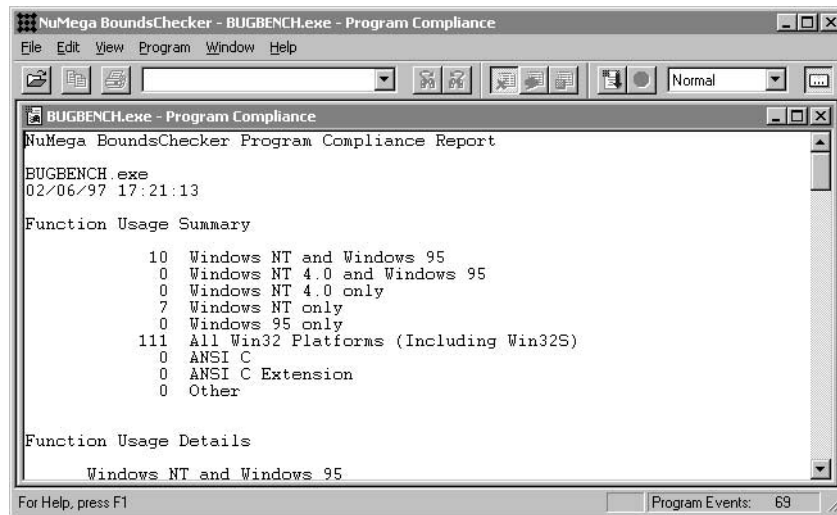 NuMega BoundsChecker - BUGBENCH.exe - Program Compliance
File Edit View Program Window Help
Normal
BUGBENCH.exe - Program Compliance
NuMega BoundsChecker Program Compliance Report
BUGBENCH.exe
02/06/97 17:21:13
Function Usage Summary
10 Windows NT and Windows 95
0 Windows NT 4.0 and Windows 95
0 Windows NT 4.0 only
7 Windows NT only
0 Windows 95 only
111 All Win32 Platforms (Including Win32S)
0 ANSI C
0 ANSI C Extension
0 Other
Function Usage Details
Windows NT and Windows 95
For Help, press F1
Program Events: 69